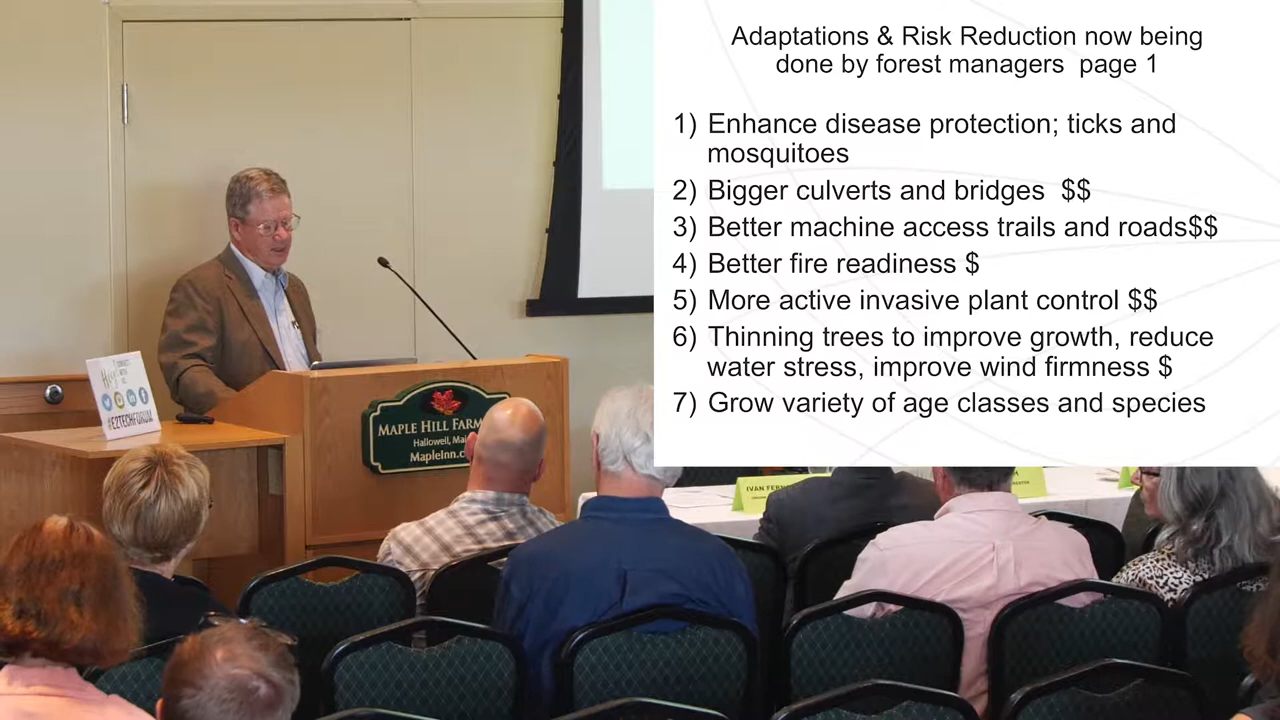 Adaptations & Risk Reduction now being
done by forest managers page 1
1) Enhance disease protection; ticks and
mosquitoes
2) Bigger culverts and bridges $$
3) Better machine access trails and roads$$
4) Better fire readiness $
5) More active invasive plant control $$
6) Thinning trees to improve growth, reduce
water stress, improve wind firmness $
7) Grow variety of age classes and species
#E2TECHFORUM
MAPLE HILL FARM
Hallowell,
MapleInn.c
IVAN